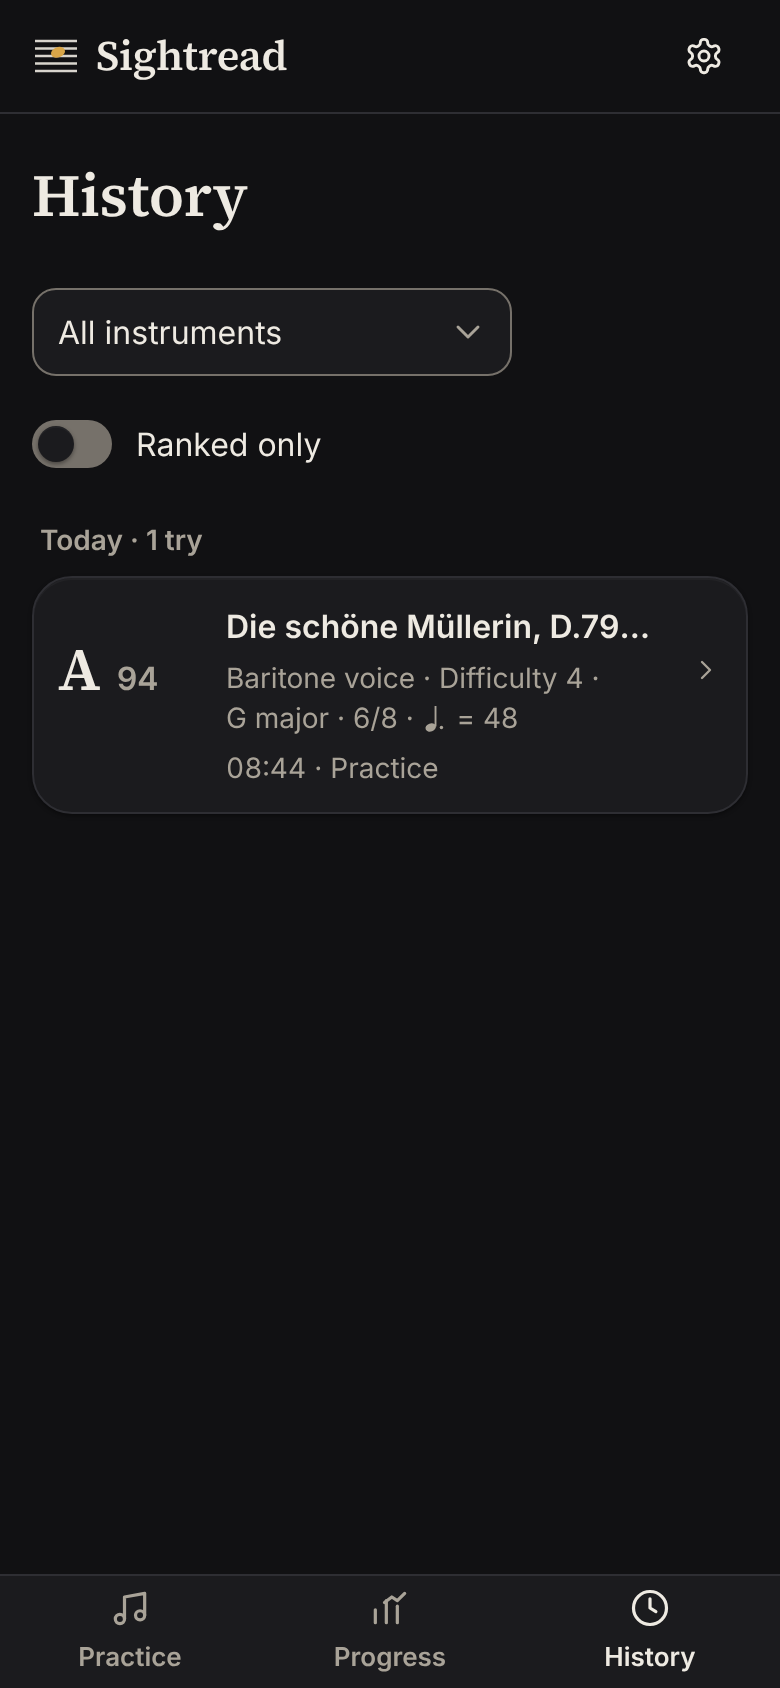 Sightread
History
All instruments
Ranked only
Today · 1 try
Die schöne Müllerin, D.79…
A 94
Baritone voice · Difficulty 4 ·
G major · 6/8 · ♩. = 48
08:44 · Practice
Practice
Progress
History